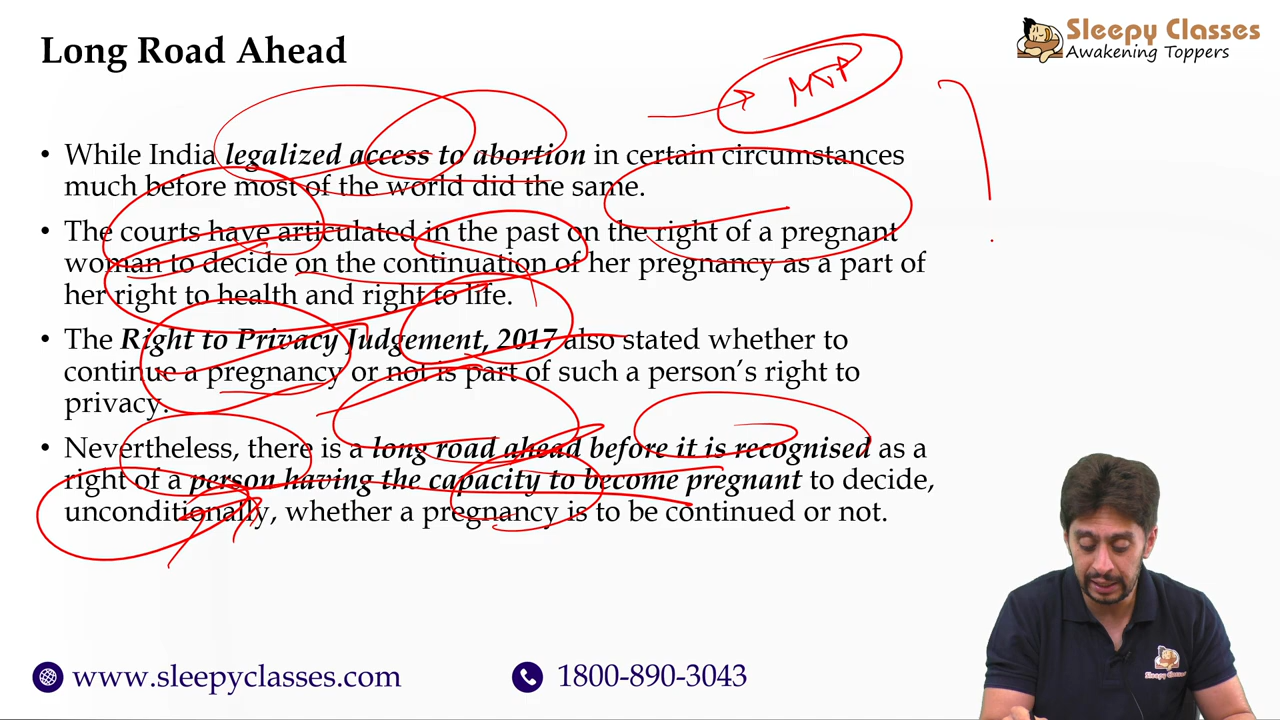 Long Road Ahead
Sleepy Classes
Awakening Toppers
MTP
• While India legalized access to abortion in certain circumstances
much before most of the world did the same.
• The courts have articulated in the past on the right of a pregnant
woman to decide on the continuation of her pregnancy as a part of
her right to health and right to life.
• The Right to Privacy Judgement, 2017 also stated whether to
continue a pregnancy or not is part of such a person’s right to
privacy.
• Nevertheless, there is a long road ahead before it is recognised as a
right of a person having the capacity to become pregnant to decide,
unconditionally, whether a pregnancy is to be continued or not.
Sleepy Classes
www.sleepyclasses.com
1800-890-3043